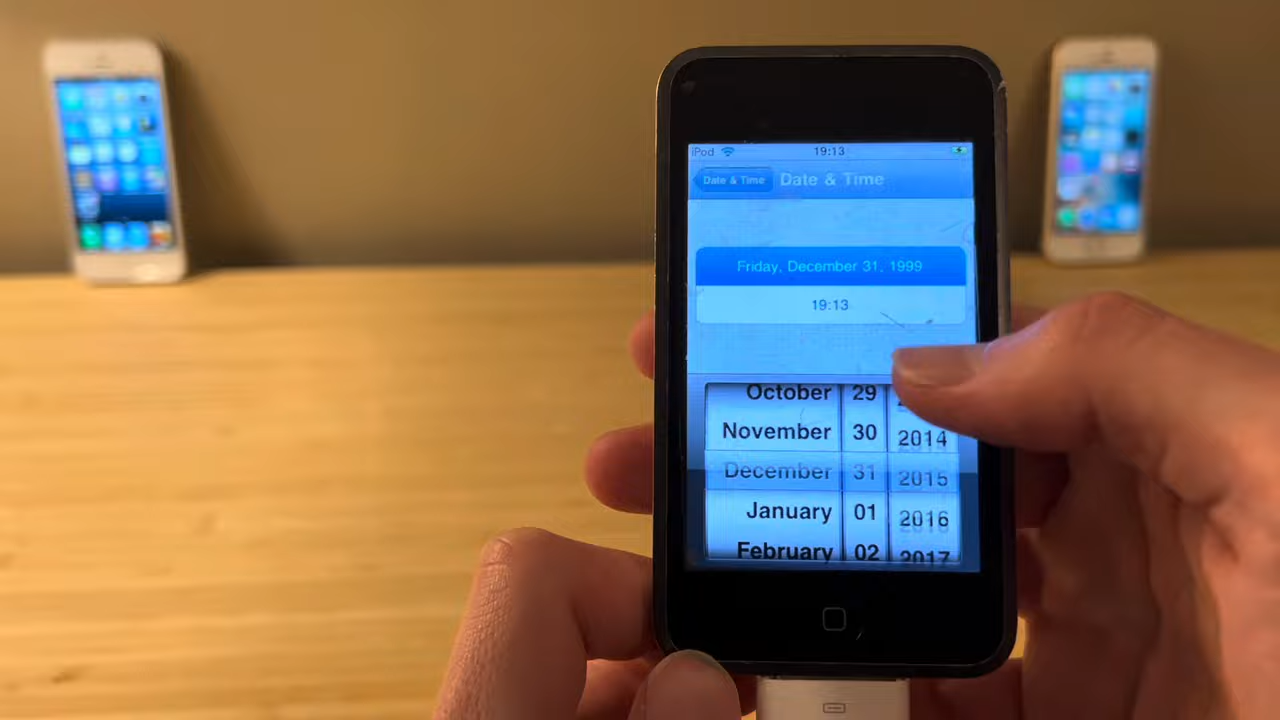 iPod 19:13
Date & Time Date & Time
Friday, December 31, 1999
19:13
October 29
November 30 2014
December 31 2015
January 01 2016
February 02 2017